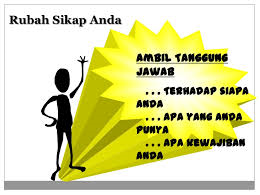 Rubah Sikap Anda
AMBIL TANGGUNG
JAWAB
...TERHADAP SIAPA
ANDA
...APA YANG ANDA
PUNYA
...APA KEWAJIBAN
ANDA